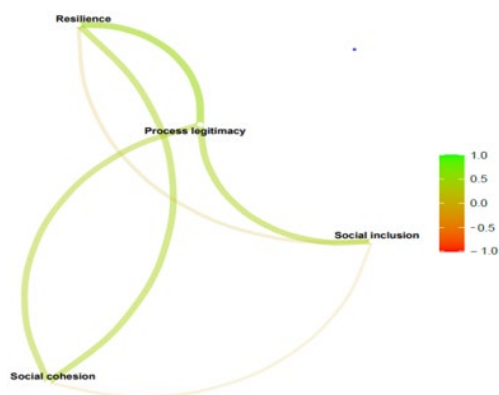 Resilience
Process legitimacy
1.0
0.5
0.0
-0.5
-1.0
Social inclusion
Social cohesion